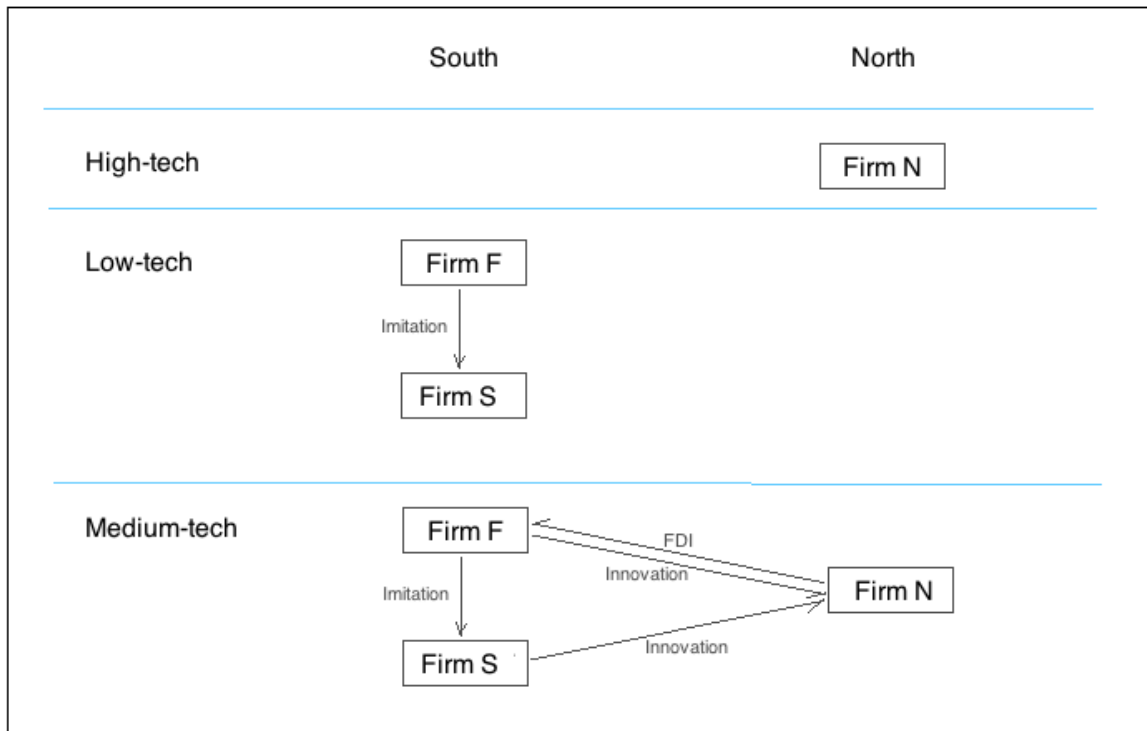 South North
High-tech Firm N
Low-tech Firm F
Imitation
Firm S
Medium-tech Firm F
FDI
Innovation
Firm N
Imitation
Firm S
Innovation